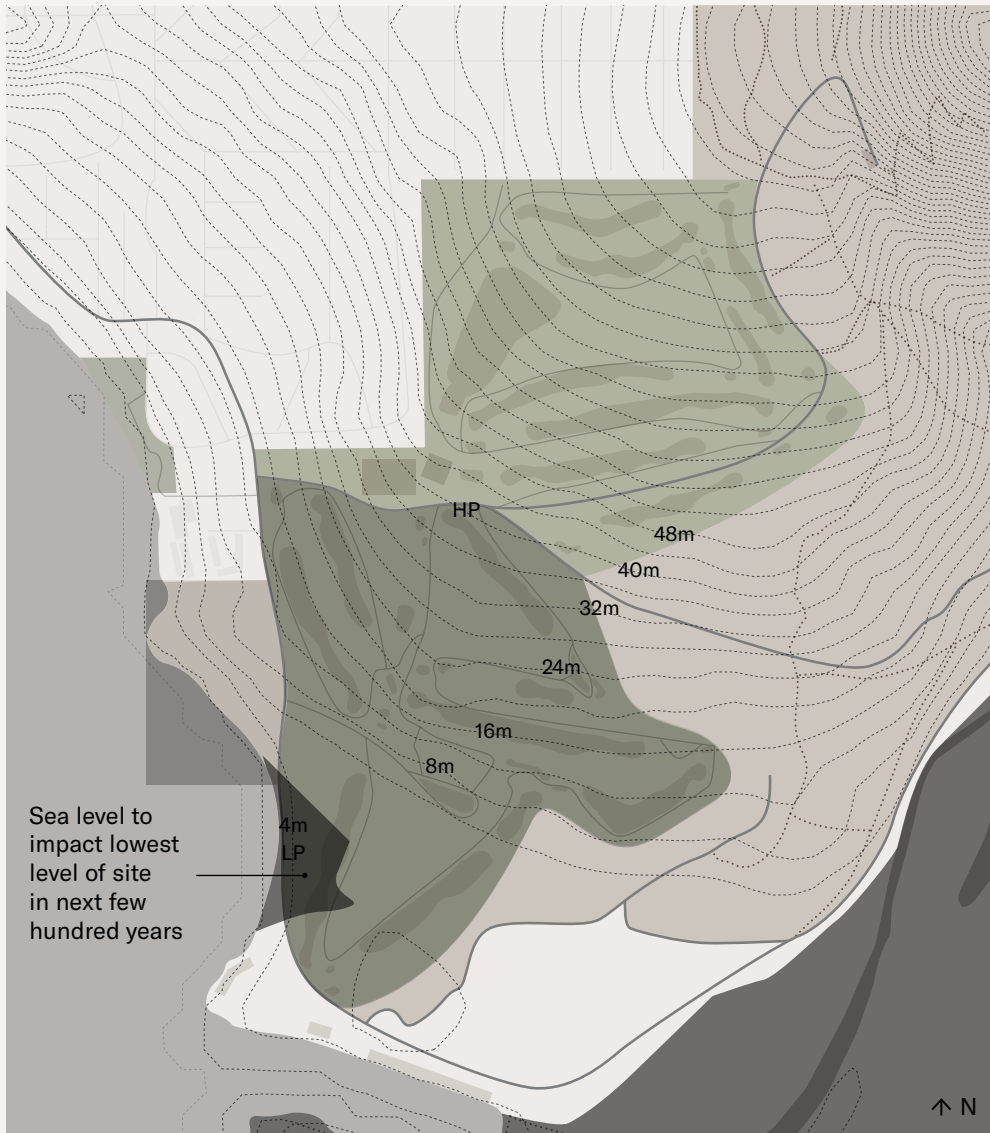 HP
48m
40m
32m
24m
16m
8m
4m
LP
Sea level to
impact lowest
level of site
in next few
hundred years
↑ N